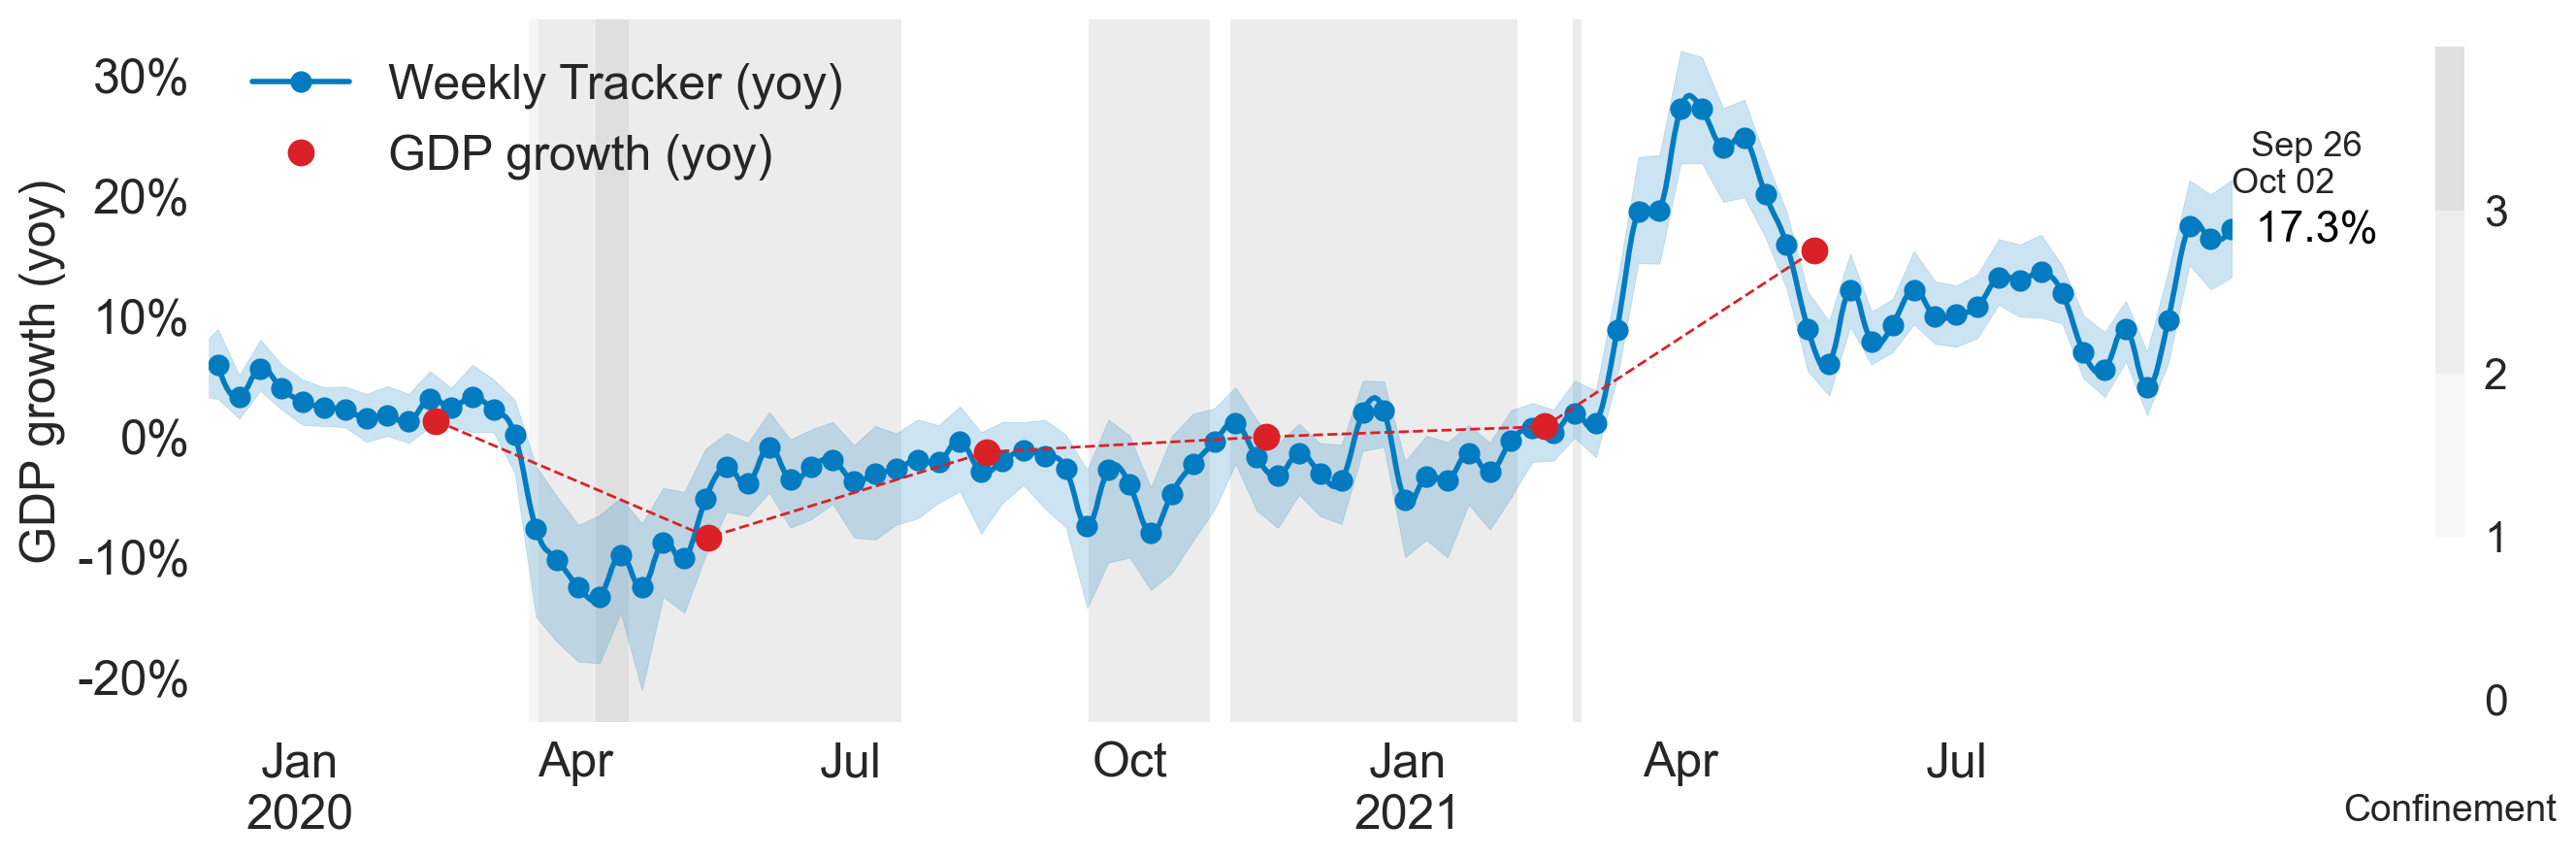 30%
20%
10%
0%
-10%
-20%
GDP growth (yoy)
Weekly Tracker (yoy)
GDP growth (yoy)
Sep 26
Oct 02
17.3%
3
2
1
0
Jan
2020
Apr
Jul
Oct
Jan
2021
Apr
Jul
Confinement